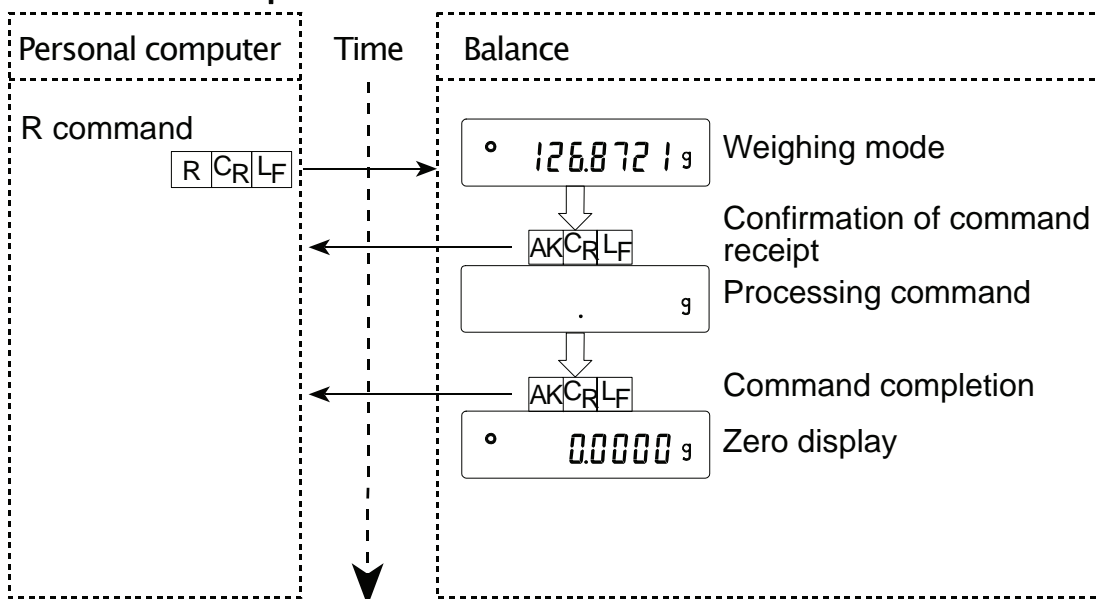 Personal computer Time Balance
R command
R CR LF
126.8721 g Weighing mode
AK CR LF Confirmation of command
receipt
. g Processing command
AK CR LF Command completion
0.0000 g Zero display